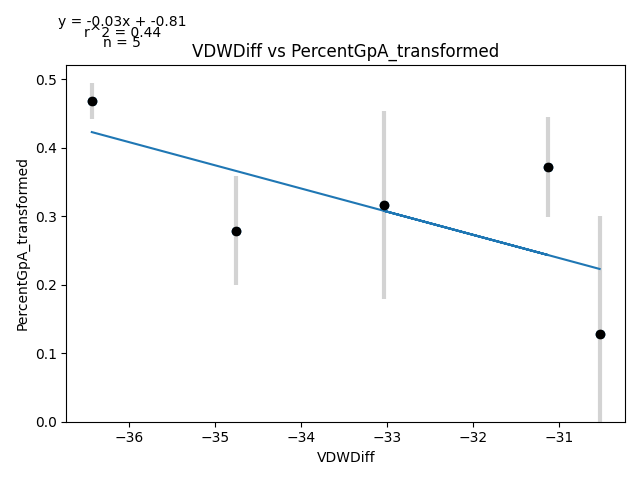 y = -0.03x + -0.81
r^2 = 0.44
n = 5
VDWDiff vs PercentGpA_transformed
PercentGpA_transformed
0.5
0.4
0.3
0.2
0.1
0.0
−36
−35
−34
−33
−32
−31
VDWDiff